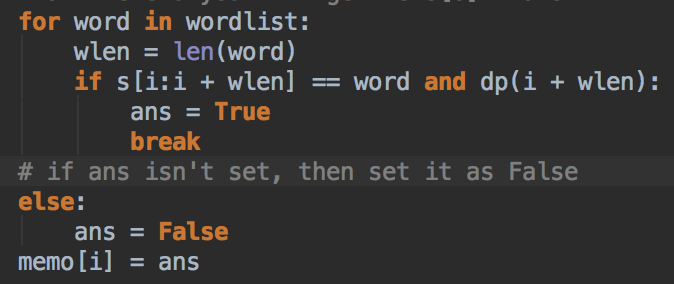 for word in wordlist:
    wlen = len(word)
    if s[i:i + wlen] == word and dp(i + wlen):
        ans = True
        break
# if ans isn't set, then set it as False
else:
    ans = False
memo[i] = ans